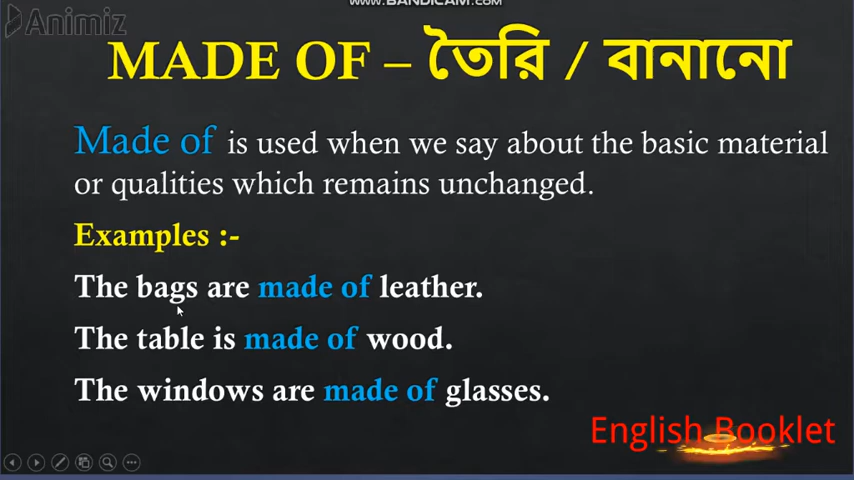 Animiz
www.BANDICAM.com
MADE OF – তৈরি / বানানো
Made of is used when we say about the basic material
or qualities which remains unchanged.
Examples :-
The bags are made of leather.
The table is made of wood.
The windows are made of glasses.
English Booklet